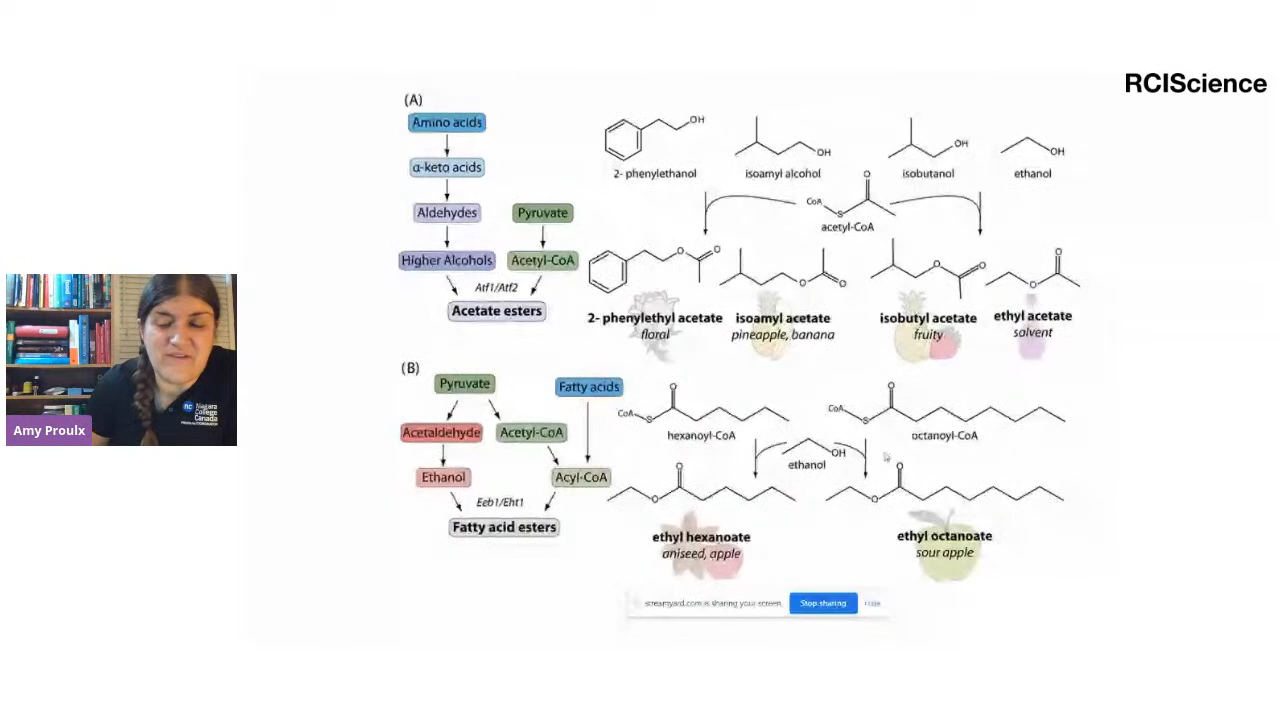 RCIScience
(A)
Amino acids
α-keto acids
Aldehydes
Pyruvate
Higher Alcohols
Acetyl-CoA
Atf1/Atf2
Acetate esters
OH
2- phenylethanol
OH
isoamyl alcohol
OH
isobutanol
OH
ethanol
CoA
S
O
acetyl-CoA
O
O
2- phenylethyl acetate
floral
O
O
isoamyl acetate
pineapple, banana
O
O
isobutyl acetate
fruity
O
O
ethyl acetate
salvent
(B)
Pyruvate
Fatty acids
Acetaldehyde
Acetyl-CoA
Ethanol
Acyl-CoA
Eeb1/Eht1
Fatty acid esters
CoA
S
O
hexanoyl-CoA
CoA
S
O
octanoyl-CoA
OH
ethanol
O
O
ethyl hexanoate
aniseed, apple
O
O
ethyl octanoate
sour apple
streamyard.com is sharing your screen.
Stop sharing
Hide
nc
Niagara
College
Canada
Amy Proulx